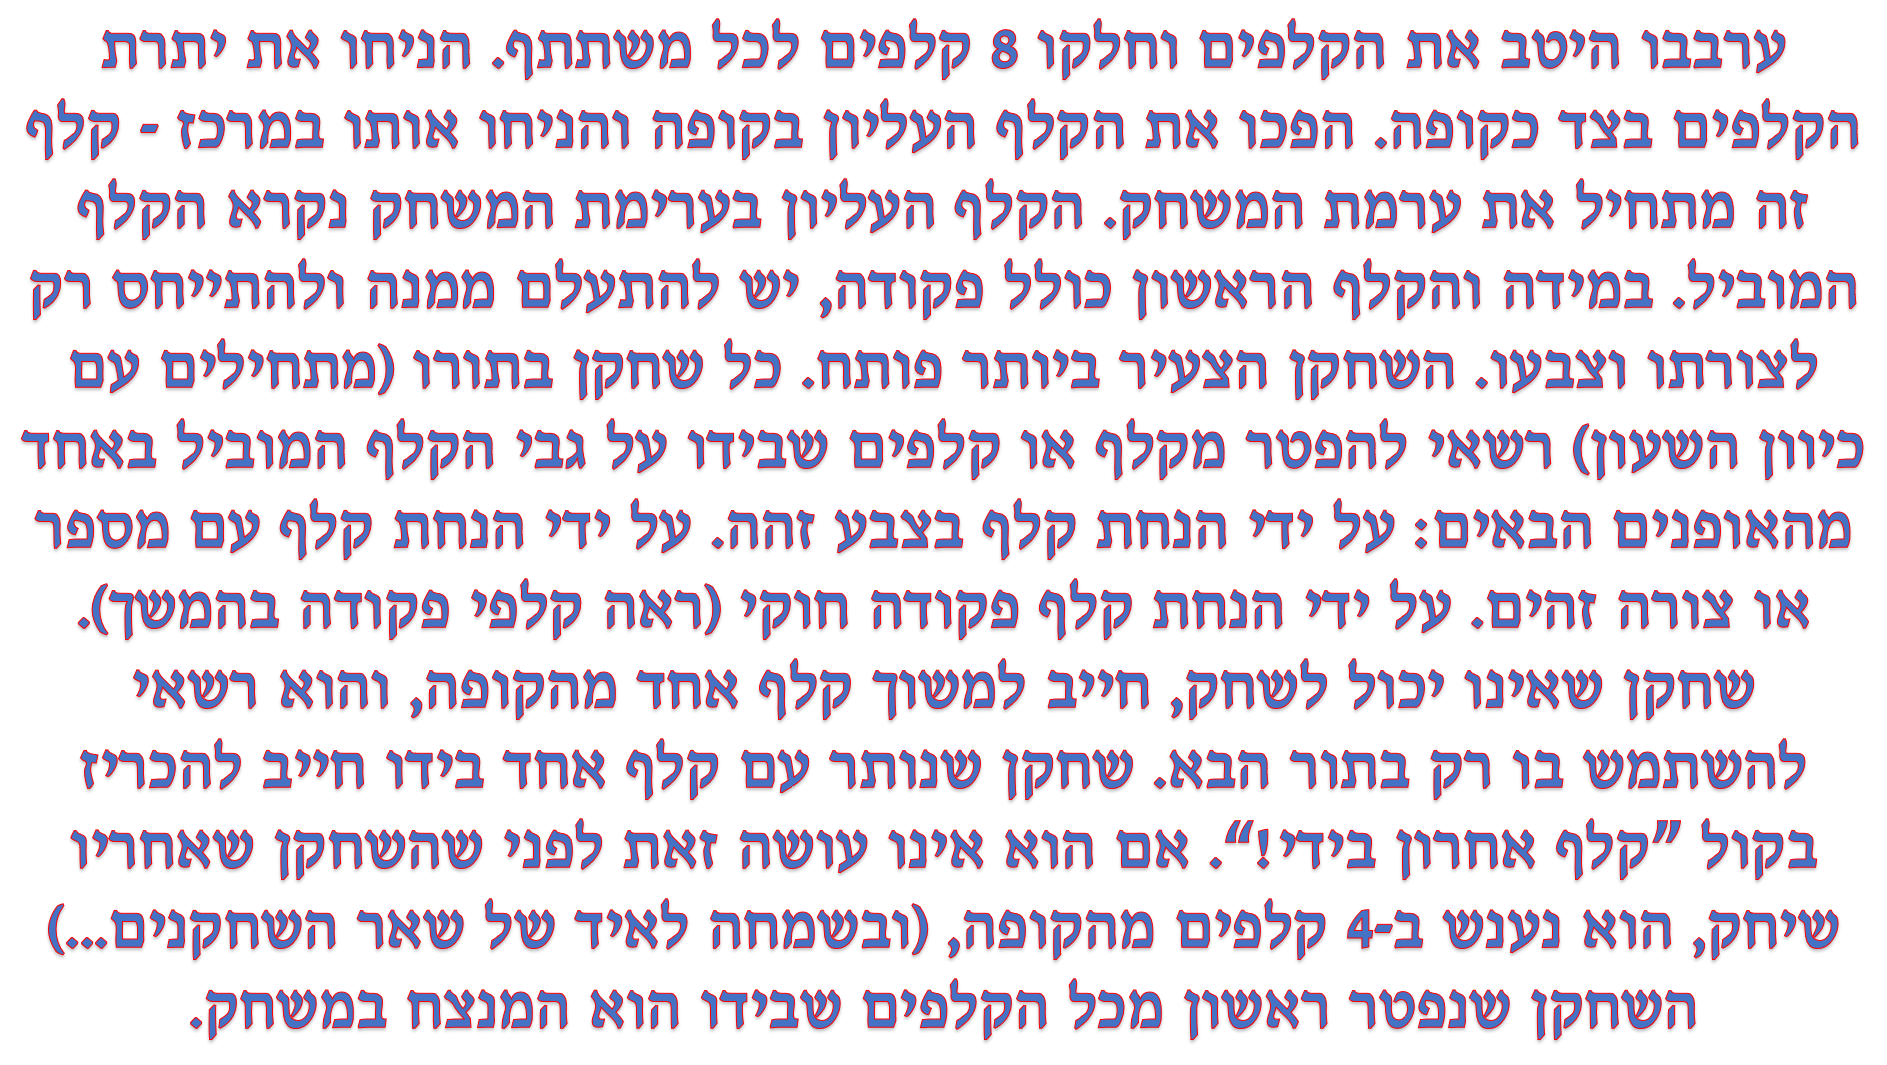 ערבבו היטב את הקלפים וחלקו 8 קלפים לכל משתתף. הניחו את יתרת
הקלפים בצד כקופה. הפכו את הקלף העליון בקופה והניחו אותו במרכז - קלף
זה מתחיל את ערמת המשחק. הקלף העליון בערימת המשחק נקרא הקלף
המוביל. במידה והקלף הראשון כולל פקודה, יש להתעלם ממנה ולהתייחס רק
לצורתו וצבעו. השחקן הצעיר ביותר פותח. כל שחקן בתורו (מתחילים עם
כיוון השעון) רשאי להפטר מקלף או קלפים שבידו על גבי הקלף המוביל באחד
מהאופנים הבאים: על ידי הנחת קלף בצבע זהה. על ידי הנחת קלף עם מספר
או צורה זהים. על ידי הנחת קלף פקודה חוקי (ראה קלפי פקודה בהמשך).
שחקן שאינו יכול לשחק, חייב למשוך קלף אחד מהקופה, והוא רשאי
להשתמש בו רק בתור הבא. שחקן שנותר עם קלף אחד בידו חייב להכריז
בקול ”קלף אחרון בידי!“. אם הוא אינו עושה זאת לפני שהשחקן שאחריו
שיחק, הוא נענש ב-4 קלפים מהקופה, (ובשמחה לאיד של שאר השחקנים...)
השחקן שנפטר ראשון מכל הקלפים שבידו הוא המנצח במשחק.